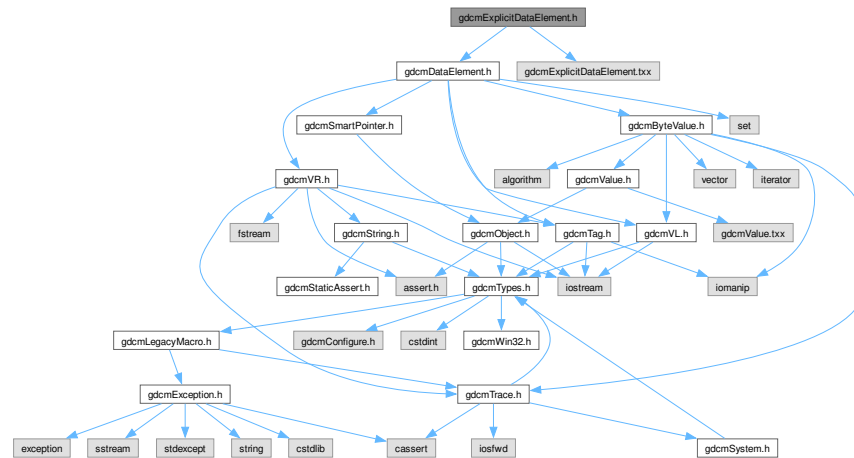 gdcmExplicitDataElement.h
gdcmDataElement.h
gdcmExplicitDataElement.txx
gdcmSmartPointer.h
gdcmByteValue.h
set
gdcmVR.h
algorithm
gdcmValue.h
vector
iterator
fstream
gdcmString.h
gdcmObject.h
gdcmTag.h
gdcmVL.h
gdcmValue.txx
gdcmStaticAssert.h
assert.h
gdcmTypes.h
iostream
iomanip
gdcmLegacyMacro.h
gdcmConfigure.h
cstdint
gdcmWin32.h
gdcmException.h
gdcmTrace.h
exception
sstream
stdexcept
string
cstdlib
cassert
iosfwd
gdcmSystem.h